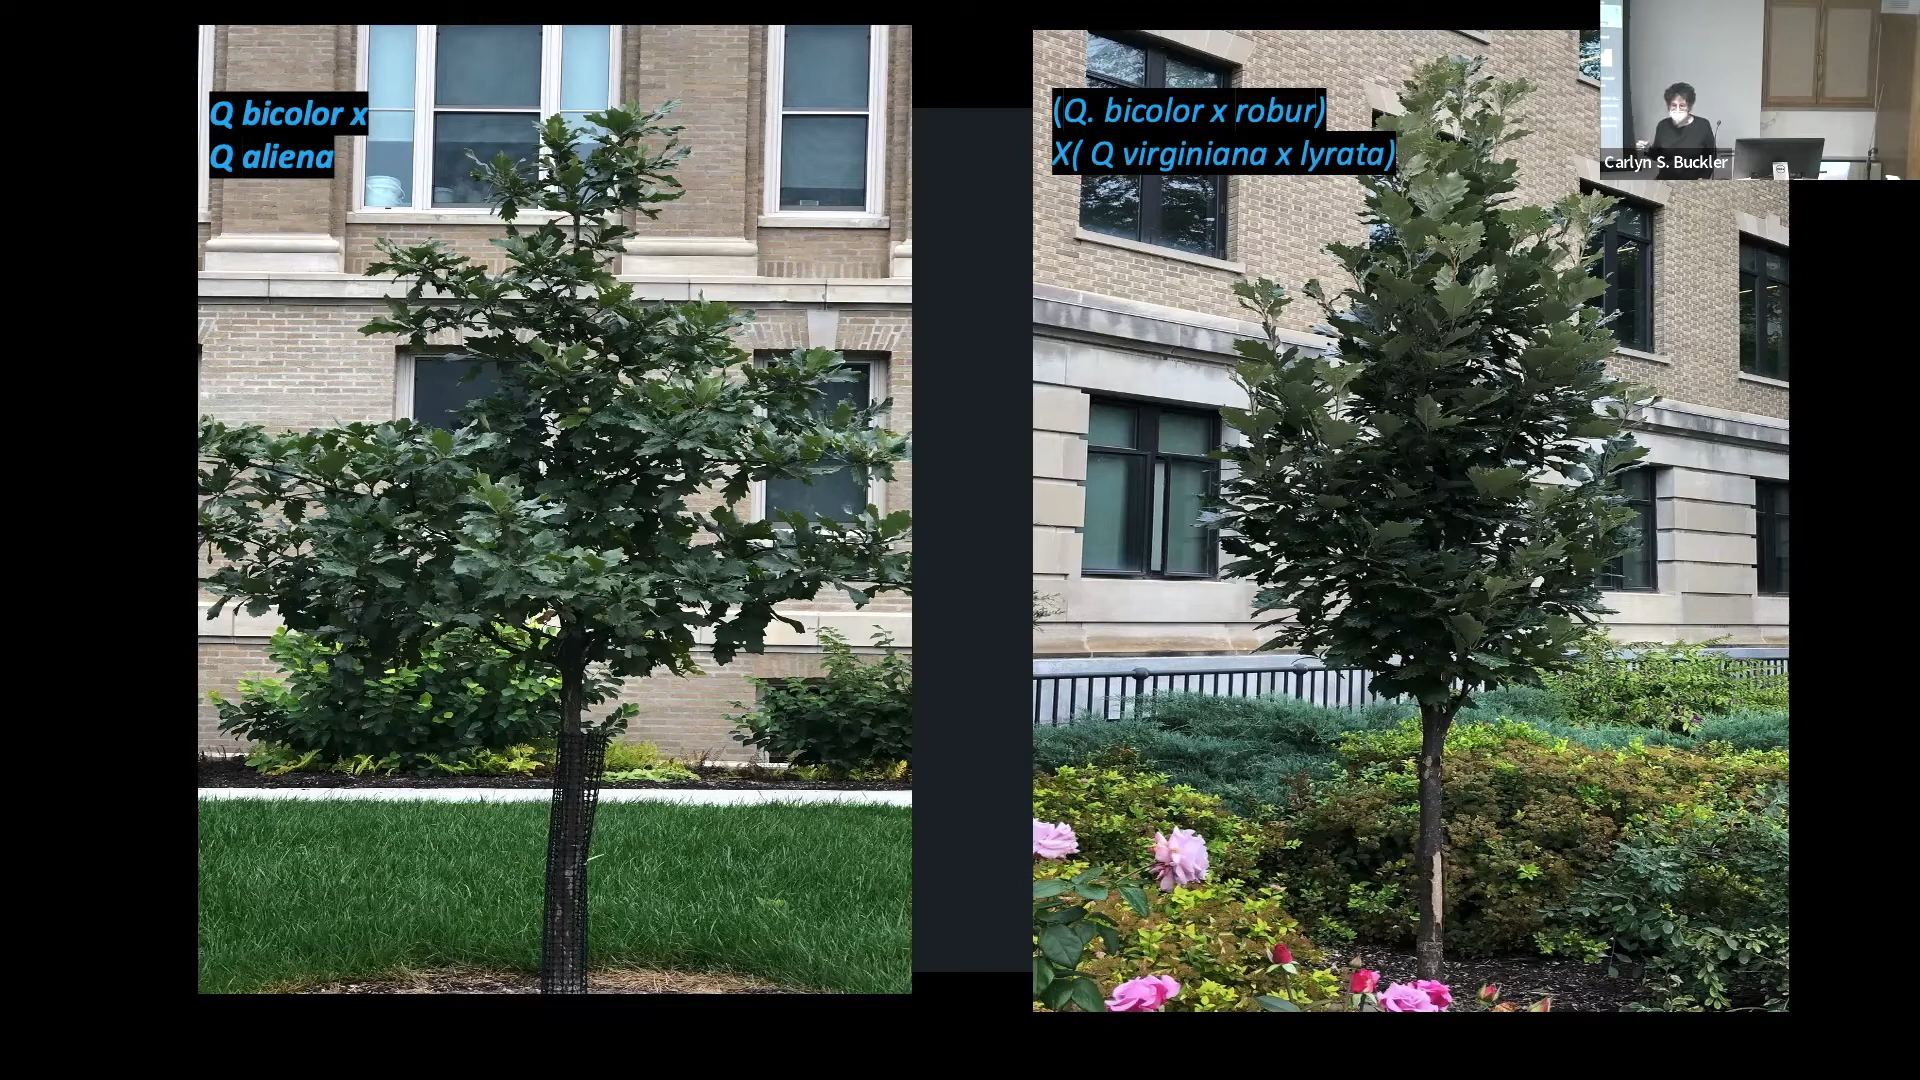 Q bicolor x
Q aliena
(Q. bicolor x robur)
X( Q virginiana x lyrata)
Carlyn S. Buckler